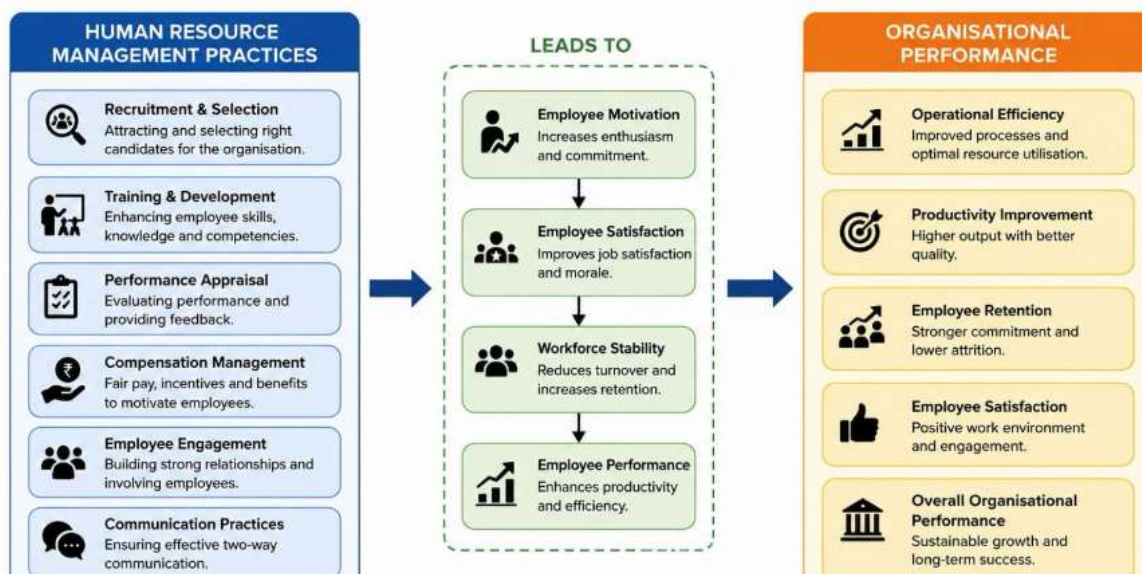 HUMAN RESOURCE
MANAGEMENT PRACTICES
Recruitment & Selection
Attracting and selecting right
candidates for the organisation.
Training & Development
Enhancing employee skills,
knowledge and competencies.
Performance Appraisal
Evaluating performance and
providing feedback.
₹
Compensation Management
Fair pay, incentives and benefits
to motivate employees.
Employee Engagement
Building strong relationships and
involving employees.
Communication Practices
Ensuring effective two-way
communication.
LEADS TO
Employee Motivation
Increases enthusiasm
and commitment.
Employee Satisfaction
Improves job satisfaction
and morale.
Workforce Stability
Reduces turnover and
increases retention.
Employee Performance
Enhances productivity
and efficiency.
ORGANISATIONAL
PERFORMANCE
Operational Efficiency
Improved processes and
optimal resource utilisation.
Productivity Improvement
Higher output with better
quality.
Employee Retention
Stronger commitment and
lower attrition.
Employee Satisfaction
Positive work environment
and engagement.
Overall Organisational
Performance
Sustainable growth and
long-term success.